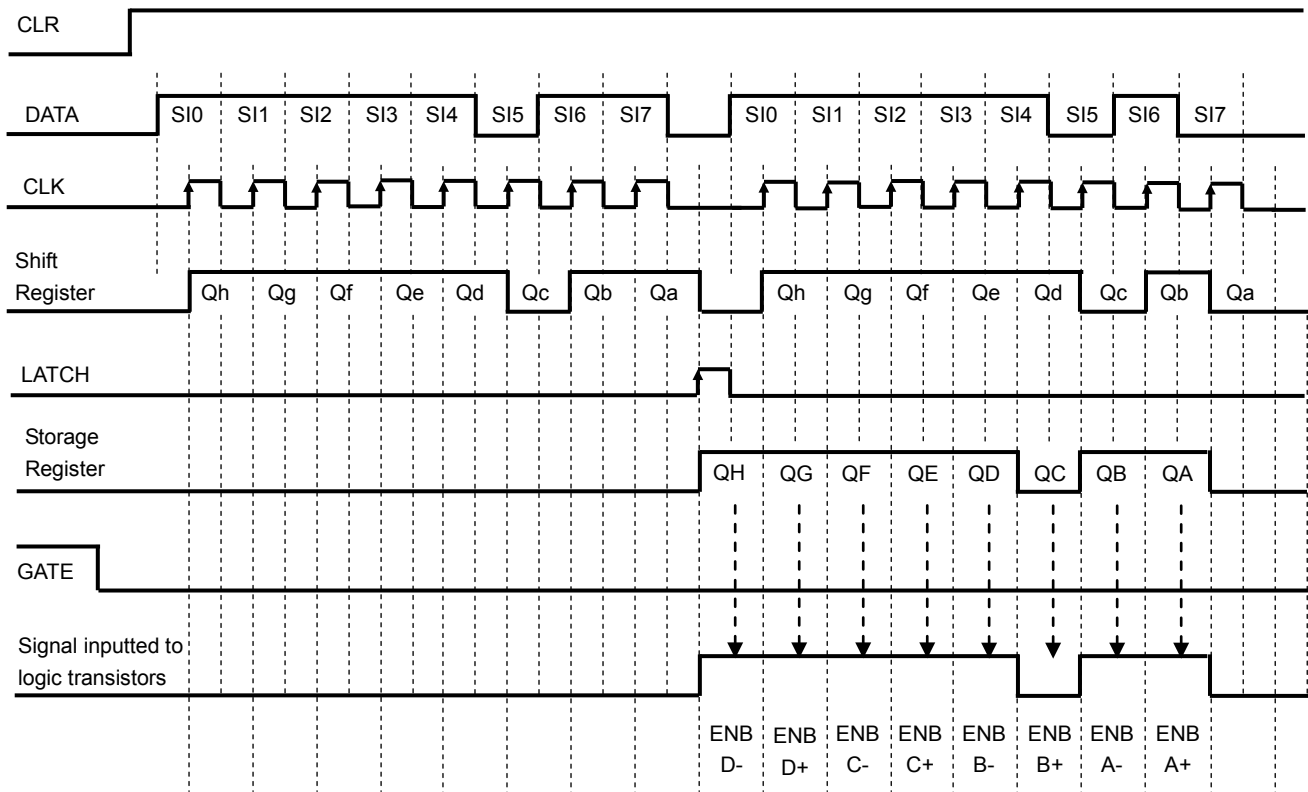 CLR
DATA SI0 SI1 SI2 SI3 SI4 SI5 SI6 SI7 SI0 SI1 SI2 SI3 SI4 SI5 SI6 SI7
CLK
Shift
Register Qh Qg Qf Qe Qd Qc Qb Qa Qh Qg Qf Qe Qd Qc Qb Qa
LATCH
Storage
Register QH QG QF QE QD QC QB QA
GATE
Signal inputted to
logic transistors
ENB ENB ENB ENB ENB ENB ENB ENB
D- D+ C- C+ B- B+ A- A+